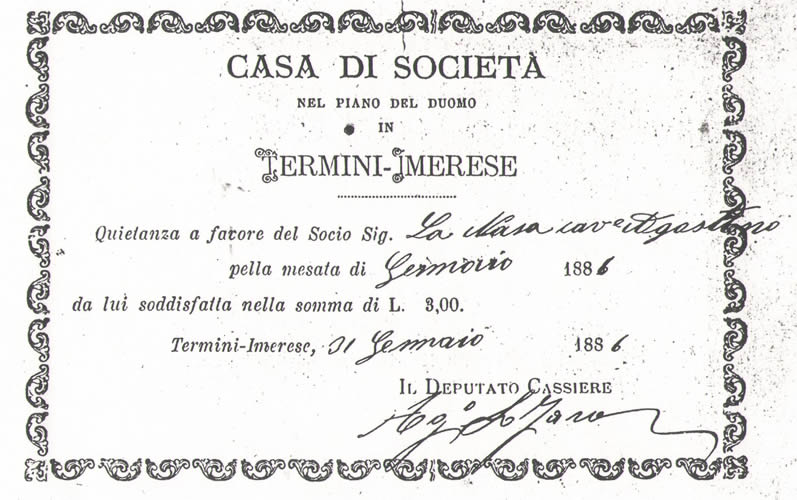 CASA DI SOCIETÀ
NEL PIANO DEL DUOMO
IN
TERMINI-IMERESE
Quietanza a favore del Socio Sig. La Nasa cav.e Agostino
pella mesata di Gennaio 1886
da lui soddisfatta nella somma di L. 3,00.
Termini-Imerese, 31 Gennaio 1886
IL DEPUTATO CASSIERE